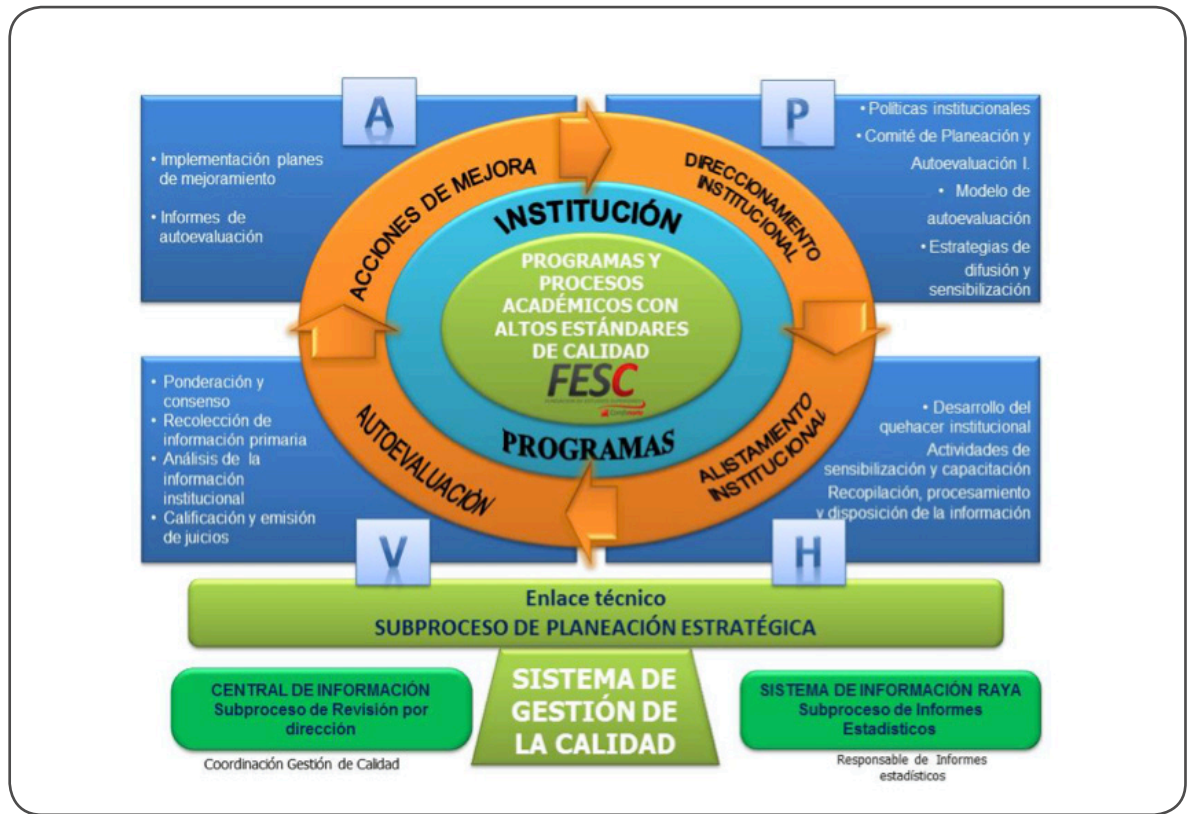 A
• Implementación planes
de mejoramiento
• Informes de
autoevaluación
P
• Políticas institucionales
• Comité de Planeación y
Autoevaluación I.
• Modelo de
autoevaluación
• Estrategias de
difusión y
sensibilización
ACCIONES DE MEJORA
DIRECCIONAMIENTO
INSTITUCIONAL
INSTITUCIÓN
PROGRAMAS Y
PROCESOS
ACADÉMICOS CON
ALTOS ESTÁNDARES
DE CALIDAD
FESC
PROGRAMAS
AUTOEVALUACIÓN
ALISTAMIENTO
INSTITUCIONAL
• Ponderación y
consenso
• Recolección de
información primaria
• Análisis de la
información
institucional
• Calificación y emisión
de juicios
V
• Desarrollo del
quehacer institucional
Actividades de
sensibilización y capacitación
Recopilación, procesamiento
y disposición de la información
H
Enlace técnico
SUBPROCESO DE PLANEACIÓN ESTRATÉGICA
CENTRAL DE INFORMACIÓN
Subproceso de Revisión por
dirección
Coordinación Gestión de Calidad
SISTEMA DE
GESTIÓN DE
LA CALIDAD
SISTEMA DE INFORMACIÓN RAYA
Subproceso de Informes
Estadísticos
Responsable de Informes
estadísticos